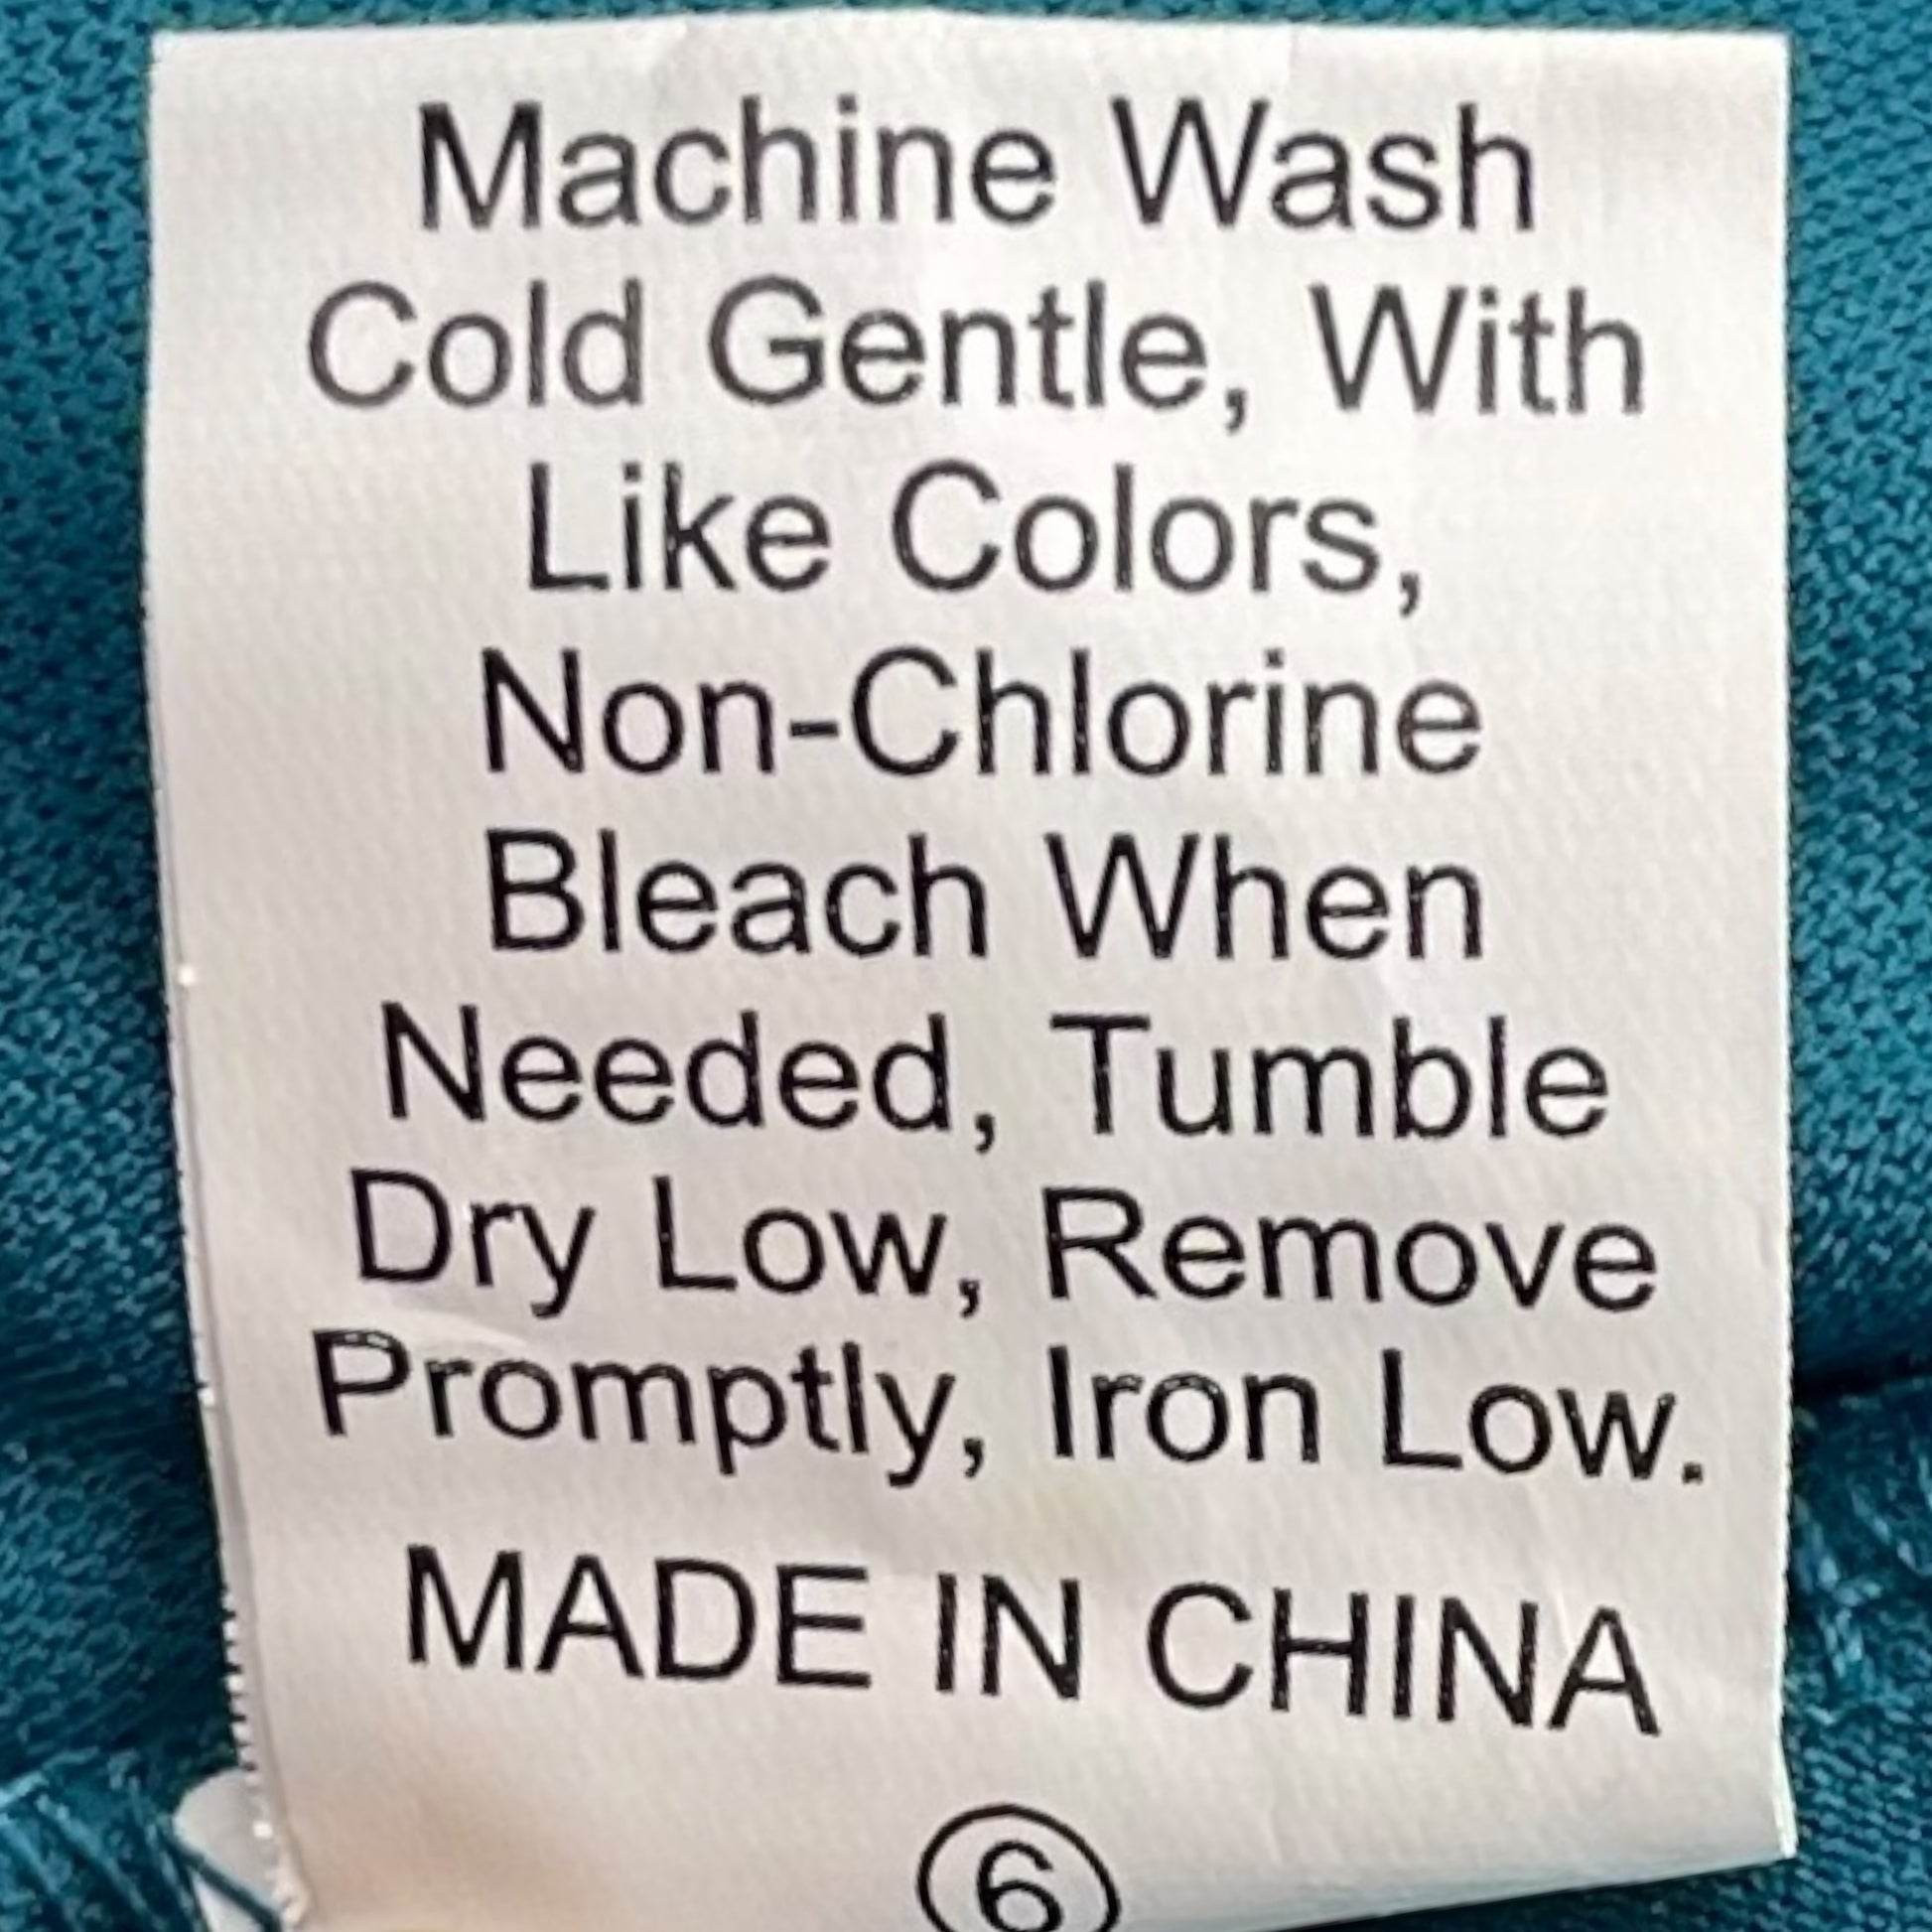 Machine Wash
Cold Gentle, With
Like Colors,
Non-Chlorine
Bleach When
Needed, Tumble
Dry Low, Remove
Promptly, Iron Low.
MADE IN CHINA
6